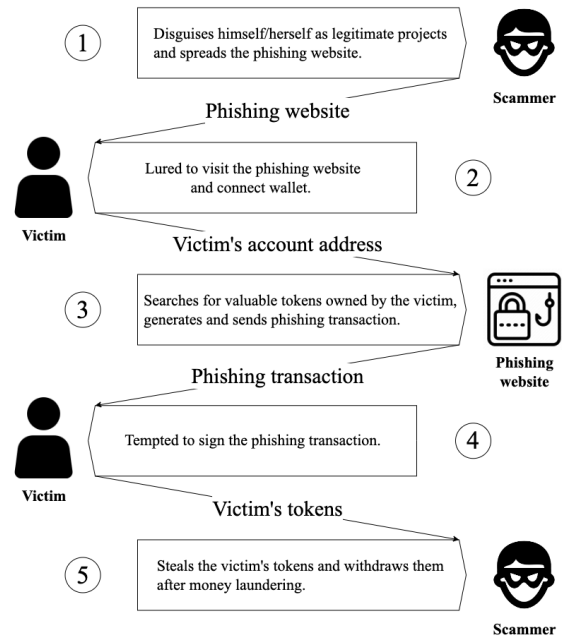 1
Disguises himself/herself as legitimate projects
and spreads the phishing website.
Scammer
Phishing website
Victim
Lured to visit the phishing website
and connect wallet.
2
Victim's account address
3
Searches for valuable tokens owned by the victim,
generates and sends phishing transaction.
Phishing
website
Phishing transaction
Victim
Tempted to sign the phishing transaction.
4
Victim's tokens
5
Steals the victim's tokens and withdraws them
after money laundering.
Scammer